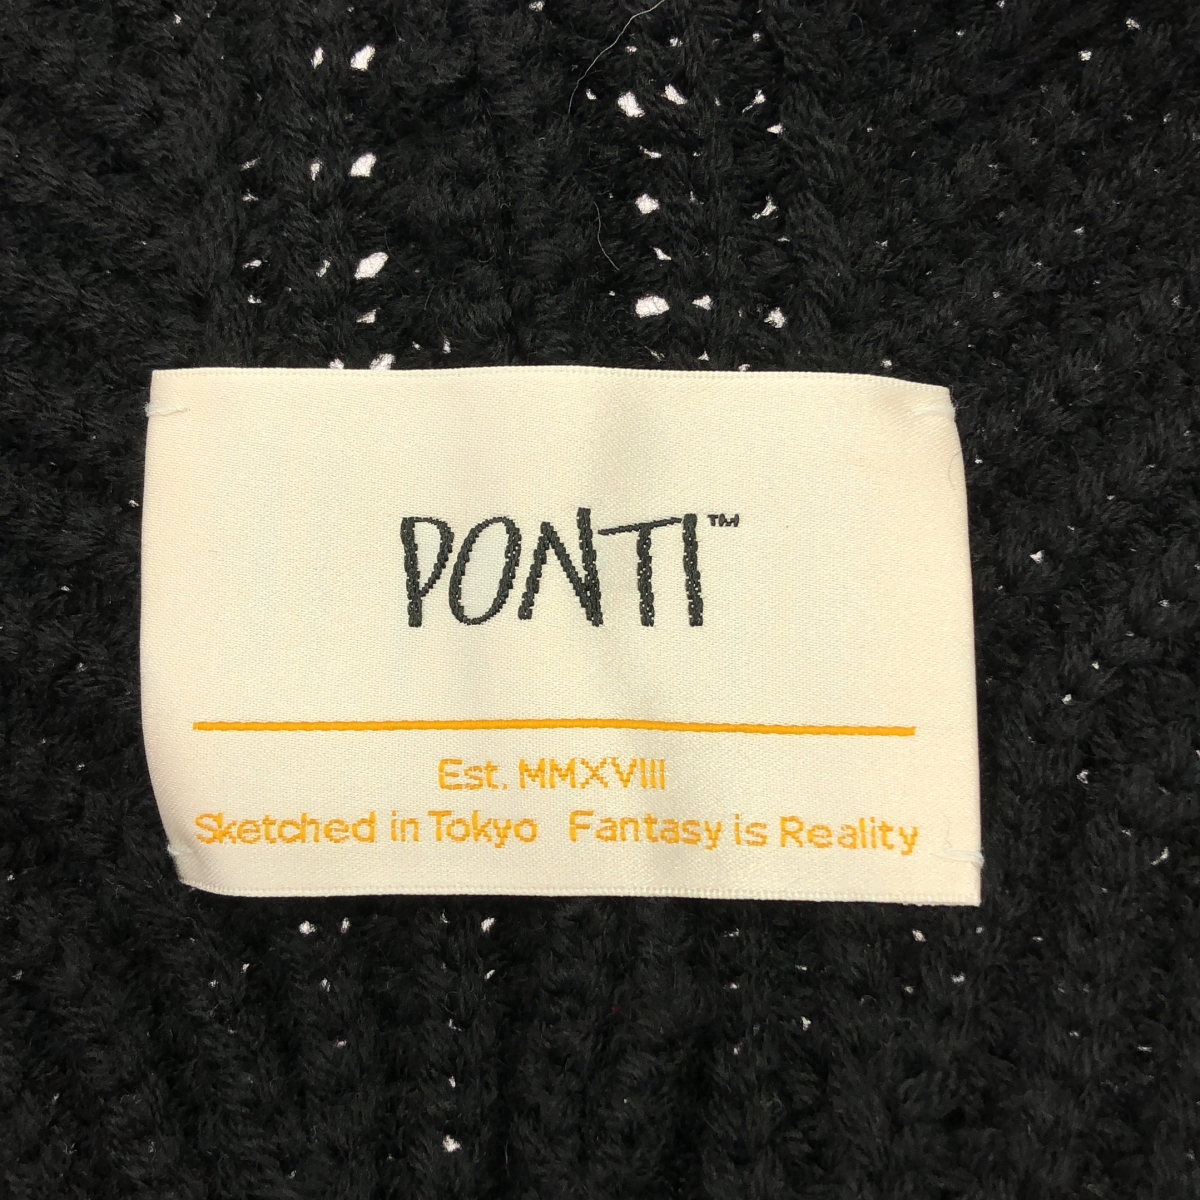 PONTI™
Est. MMXVIII
Sketched in Tokyo Fantasy is Reality